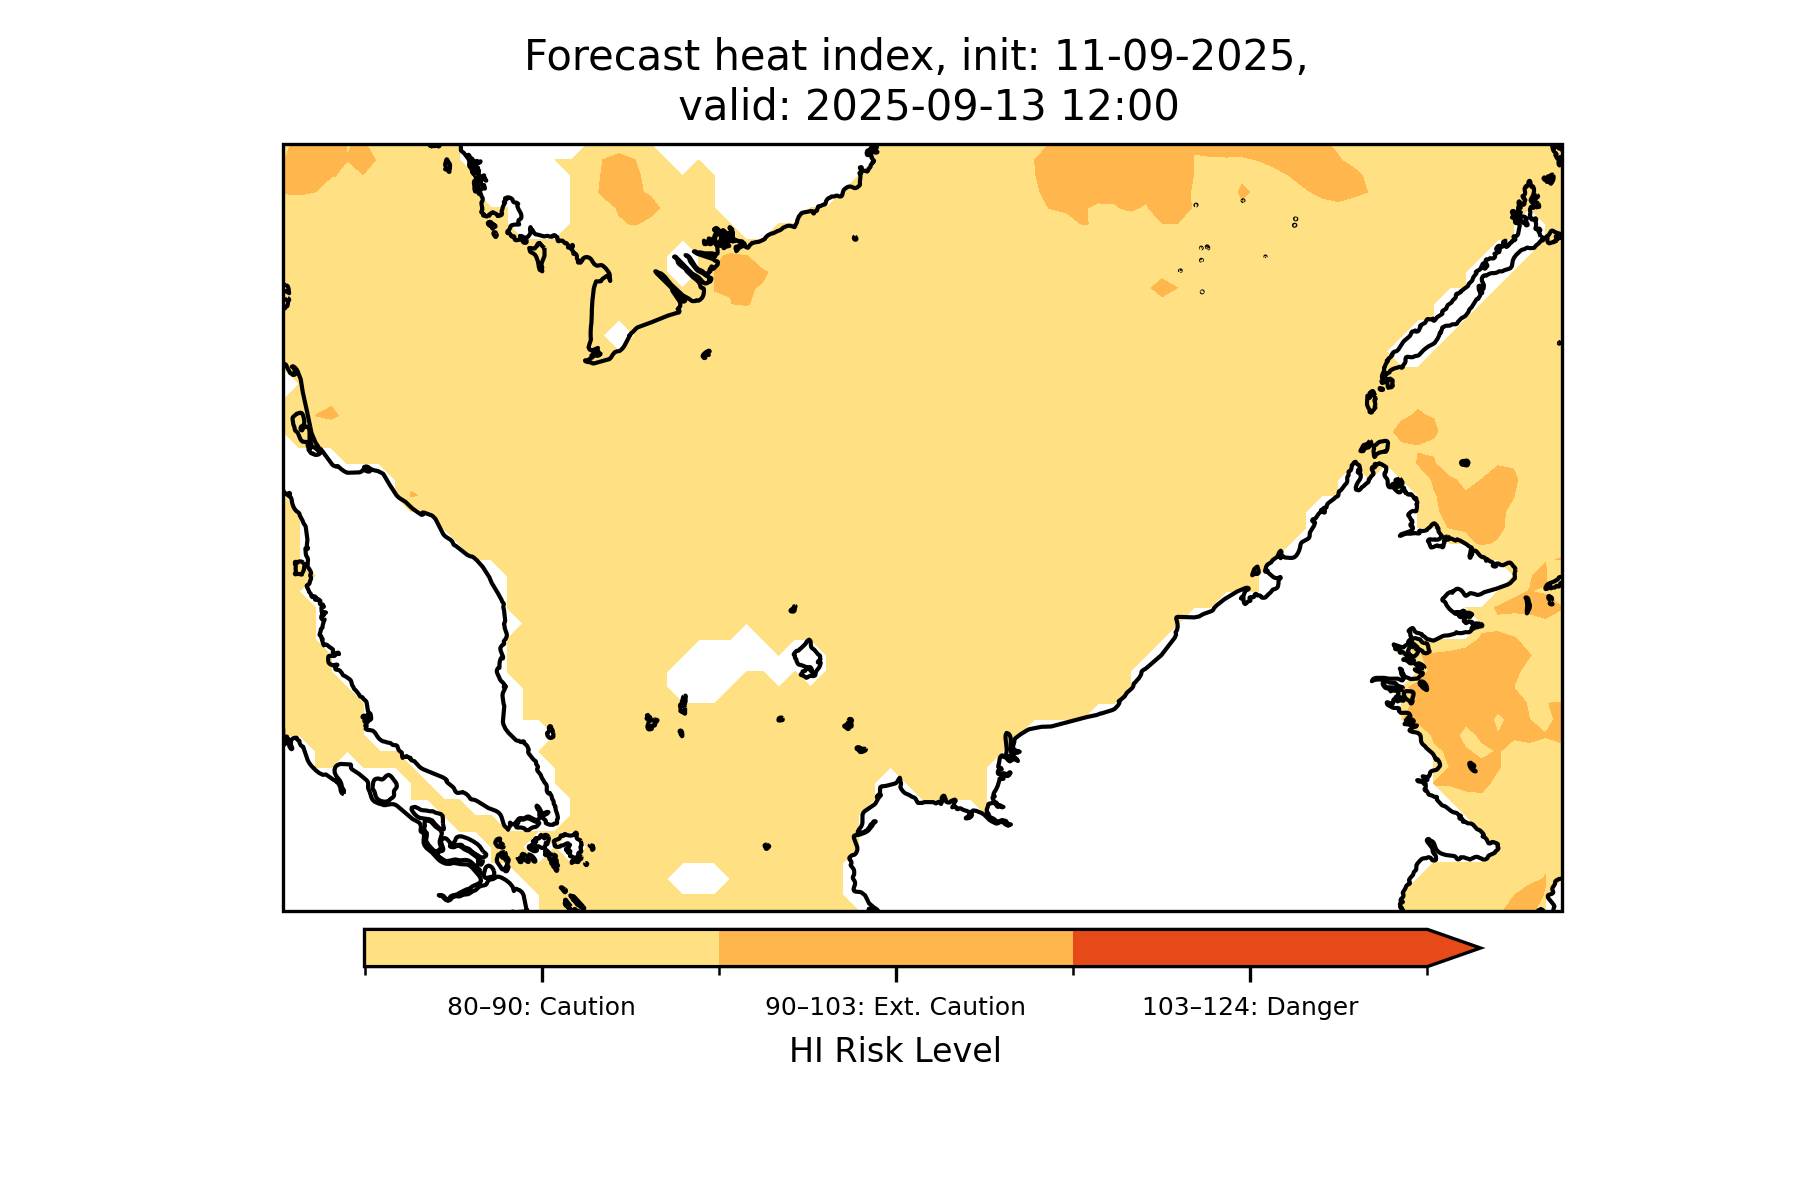 Forecast heat index, init: 11-09-2025,
valid: 2025-09-13 12:00
80–90: Caution
90–103: Ext. Caution
103–124: Danger
HI Risk Level